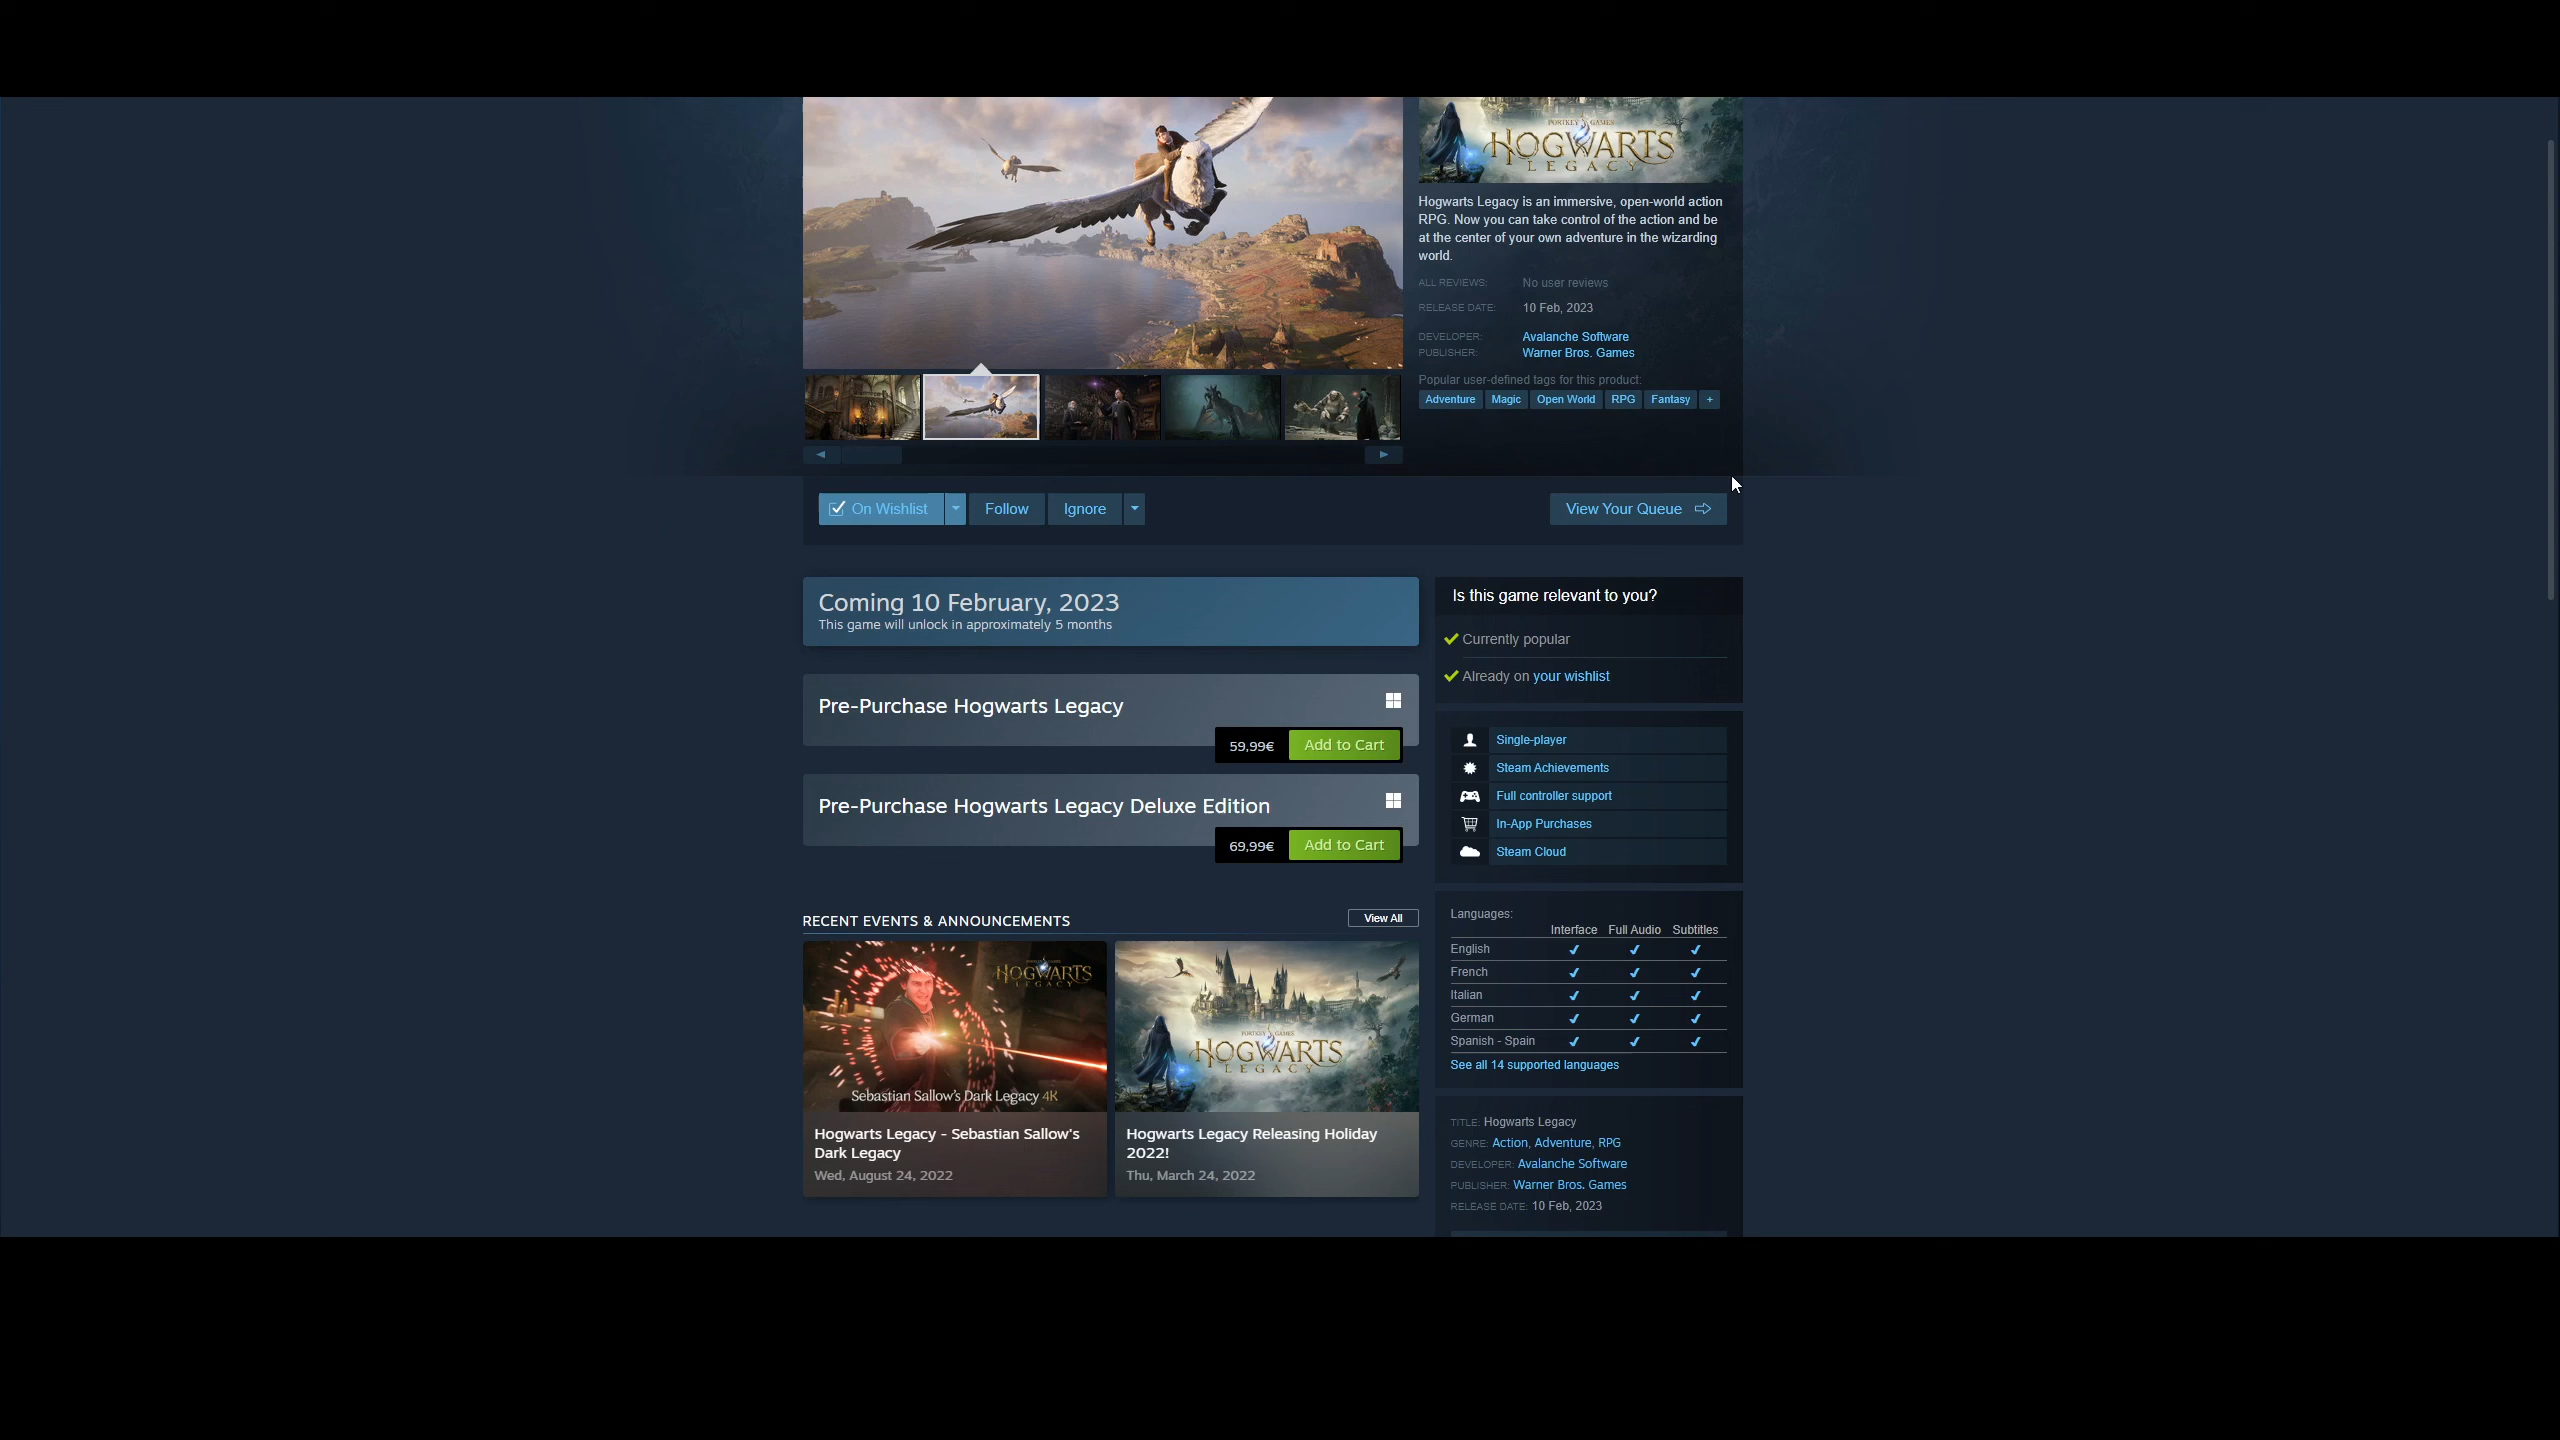 PORTKEY GAMES
HOGWARTS
LEGACY
Hogwarts Legacy is an immersive, open-world action
RPG. Now you can take control of the action and be
at the center of your own adventure in the wizarding
world.
ALL REVIEWS: No user reviews
RELEASE DATE: 10 Feb, 2023
DEVELOPER: Avalanche Software
PUBLISHER: Warner Bros. Games
Popular user-defined tags for this product:
Adventure Magic Open World RPG Fantasy +
On Wishlist Follow Ignore View Your Queue
Coming 10 February, 2023
This game will unlock in approximately 5 months
Pre-Purchase Hogwarts Legacy
59,99€ Add to Cart
Pre-Purchase Hogwarts Legacy Deluxe Edition
69,99€ Add to Cart
RECENT EVENTS & ANNOUNCEMENTS View All
HOGWARTS
LEGACY
Sebastian Sallow's Dark Legacy 4K
Hogwarts Legacy - Sebastian Sallow's
Dark Legacy
Wed, August 24, 2022
PORTKEY GAMES
HOGWARTS
LEGACY
Hogwarts Legacy Releasing Holiday
2022!
Thu, March 24, 2022
Is this game relevant to you?
Currently popular
Already on your wishlist
Single-player
Steam Achievements
Full controller support
In-App Purchases
Steam Cloud
Languages:
Interface Full Audio Subtitles
English ✔ ✔ ✔
French ✔ ✔ ✔
Italian ✔ ✔ ✔
German ✔ ✔ ✔
Spanish - Spain ✔ ✔ ✔
See all 14 supported languages
TITLE: Hogwarts Legacy
GENRE: Action, Adventure, RPG
DEVELOPER: Avalanche Software
PUBLISHER: Warner Bros. Games
RELEASE DATE: 10 Feb, 2023